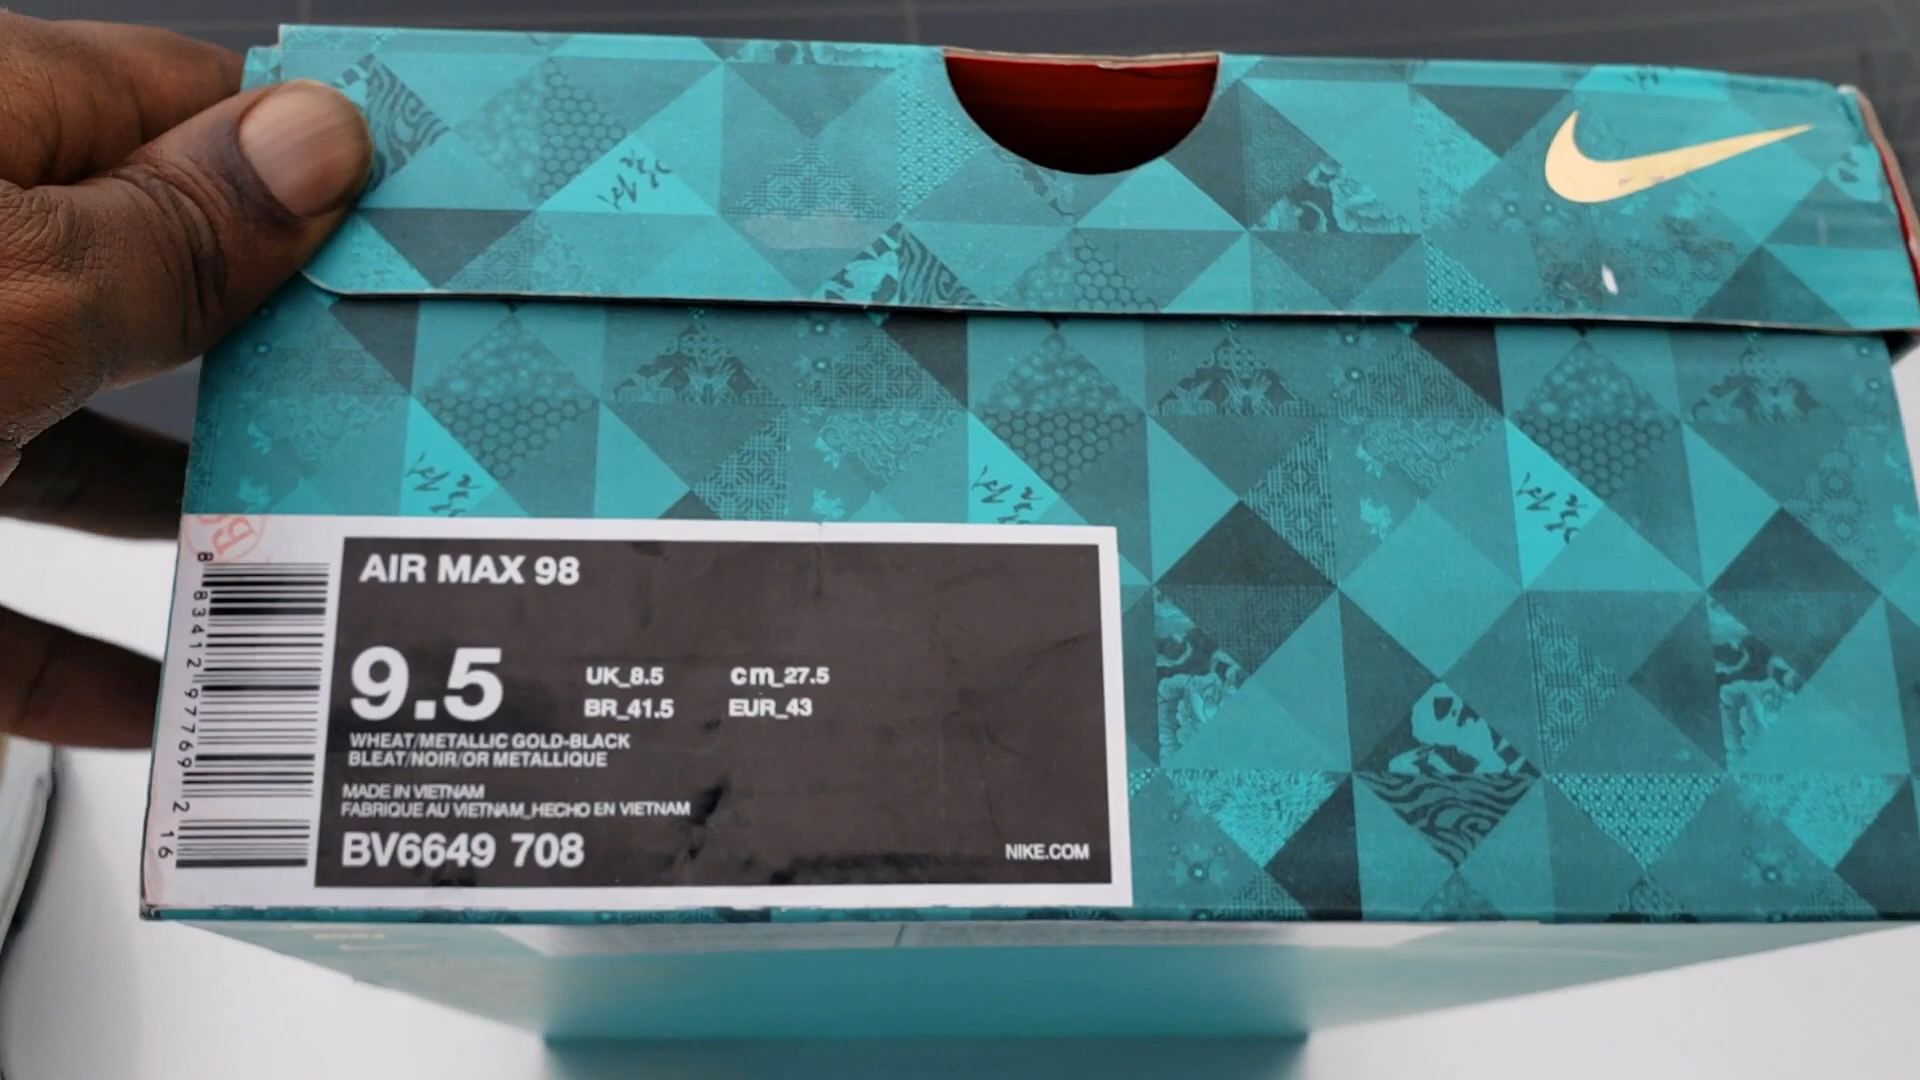 AIR MAX 98
9.5
UK_8.5 cm_27.5
BR_41.5 EUR_43
WHEAT/METALLIC GOLD-BLACK
BLEAT/NOIR/OR METALLIQUE
MADE IN VIETNAM
FABRIQUE AU VIETNAM_HECHO EN VIETNAM
BV6649 708
NIKE.COM
8 83412 97769 2 16